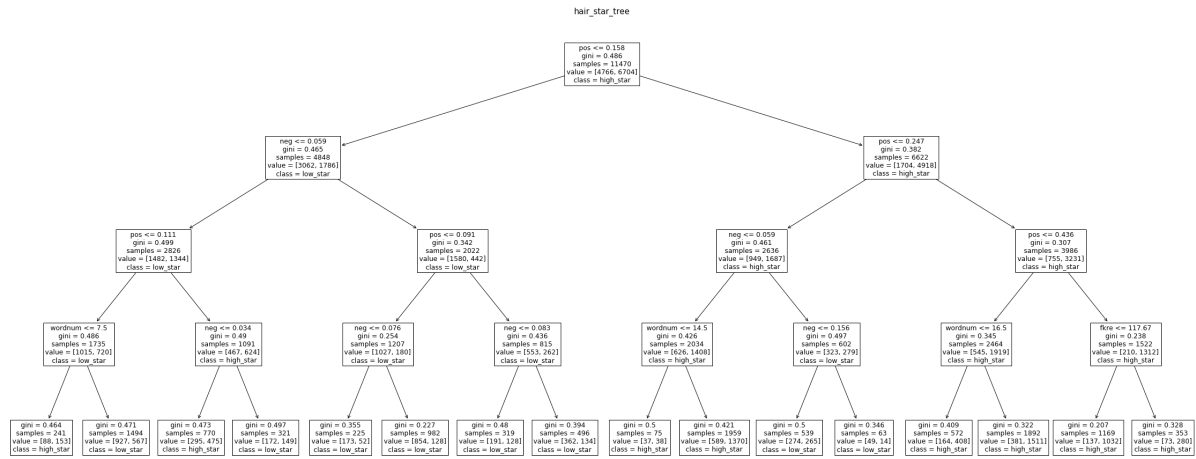 hair_star_tree
pos <= 0.158
gini = 0.486
samples = 11470
value = [4766, 6704]
class = high_star
neg <= 0.059
gini = 0.465
samples = 4848
value = [3062, 1786]
class = low_star
pos <= 0.247
gini = 0.382
samples = 6622
value = [1704, 4918]
class = high_star
pos <= 0.111
gini = 0.499
samples = 2826
value = [1482, 1344]
class = low_star
pos <= 0.091
gini = 0.342
samples = 2022
value = [1580, 442]
class = low_star
neg <= 0.059
gini = 0.461
samples = 2636
value = [949, 1687]
class = high_star
pos <= 0.436
gini = 0.307
samples = 3986
value = [755, 3231]
class = high_star
wordnum <= 7.5
gini = 0.486
samples = 1735
value = [1015, 720]
class = low_star
neg <= 0.034
gini = 0.49
samples = 1091
value = [467, 624]
class = high_star
neg <= 0.076
gini = 0.254
samples = 1207
value = [1027, 180]
class = low_star
neg <= 0.083
gini = 0.436
samples = 815
value = [553, 262]
class = low_star
wordnum <= 14.5
gini = 0.426
samples = 2034
value = [626, 1408]
class = high_star
neg <= 0.156
gini = 0.497
samples = 602
value = [323, 279]
class = low_star
wordnum <= 16.5
gini = 0.345
samples = 2464
value = [545, 1919]
class = high_star
fkre <= 117.67
gini = 0.238
samples = 1522
value = [210, 1312]
class = high_star
gini = 0.464
samples = 241
value = [88, 153]
class = high_star
gini = 0.471
samples = 1494
value = [927, 567]
class = low_star
gini = 0.473
samples = 770
value = [295, 475]
class = high_star
gini = 0.497
samples = 321
value = [172, 149]
class = low_star
gini = 0.355
samples = 225
value = [173, 52]
class = low_star
gini = 0.227
samples = 982
value = [854, 128]
class = low_star
gini = 0.48
samples = 319
value = [191, 128]
class = low_star
gini = 0.394
samples = 496
value = [362, 134]
class = low_star
gini = 0.5
samples = 75
value = [37, 38]
class = high_star
gini = 0.421
samples = 1959
value = [589, 1370]
class = high_star
gini = 0.5
samples = 539
value = [274, 265]
class = low_star
gini = 0.346
samples = 63
value = [49, 14]
class = low_star
gini = 0.409
samples = 572
value = [164, 408]
class = high_star
gini = 0.322
samples = 1892
value = [381, 1511]
class = high_star
gini = 0.207
samples = 1169
value = [137, 1032]
class = high_star
gini = 0.328
samples = 353
value = [73, 280]
class = high_star